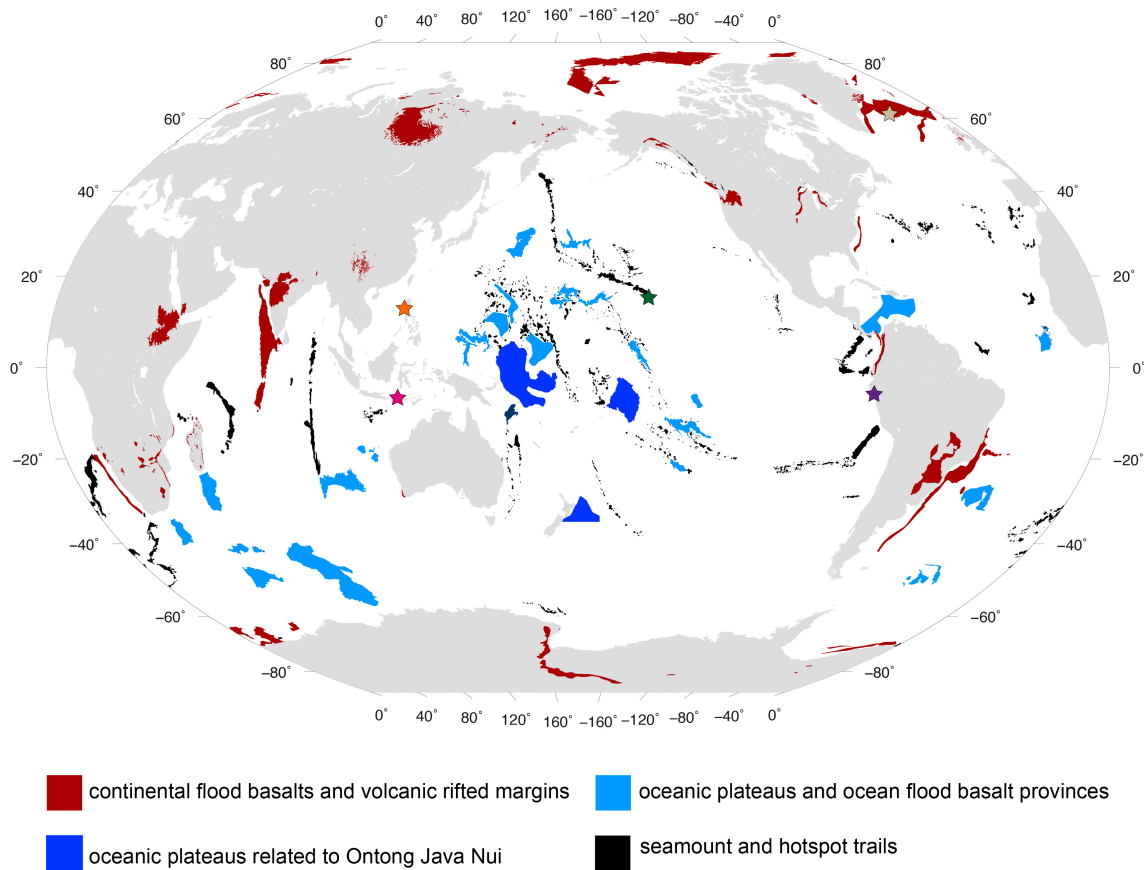 0° 40° 80° 120° 160° −160° −120° −80° −40° 0°
80° 80°
60° 60°
40° 40°
20° 20°
0° 0°
−20° −20°
−40° −40°
−60° −60°
−80° −80°
0° 40° 80° 120° 160° −160° −120° −80° −40° 0°
continental flood basalts and volcanic rifted margins
oceanic plateaus and ocean flood basalt provinces
oceanic plateaus related to Ontong Java Nui
seamount and hotspot trails